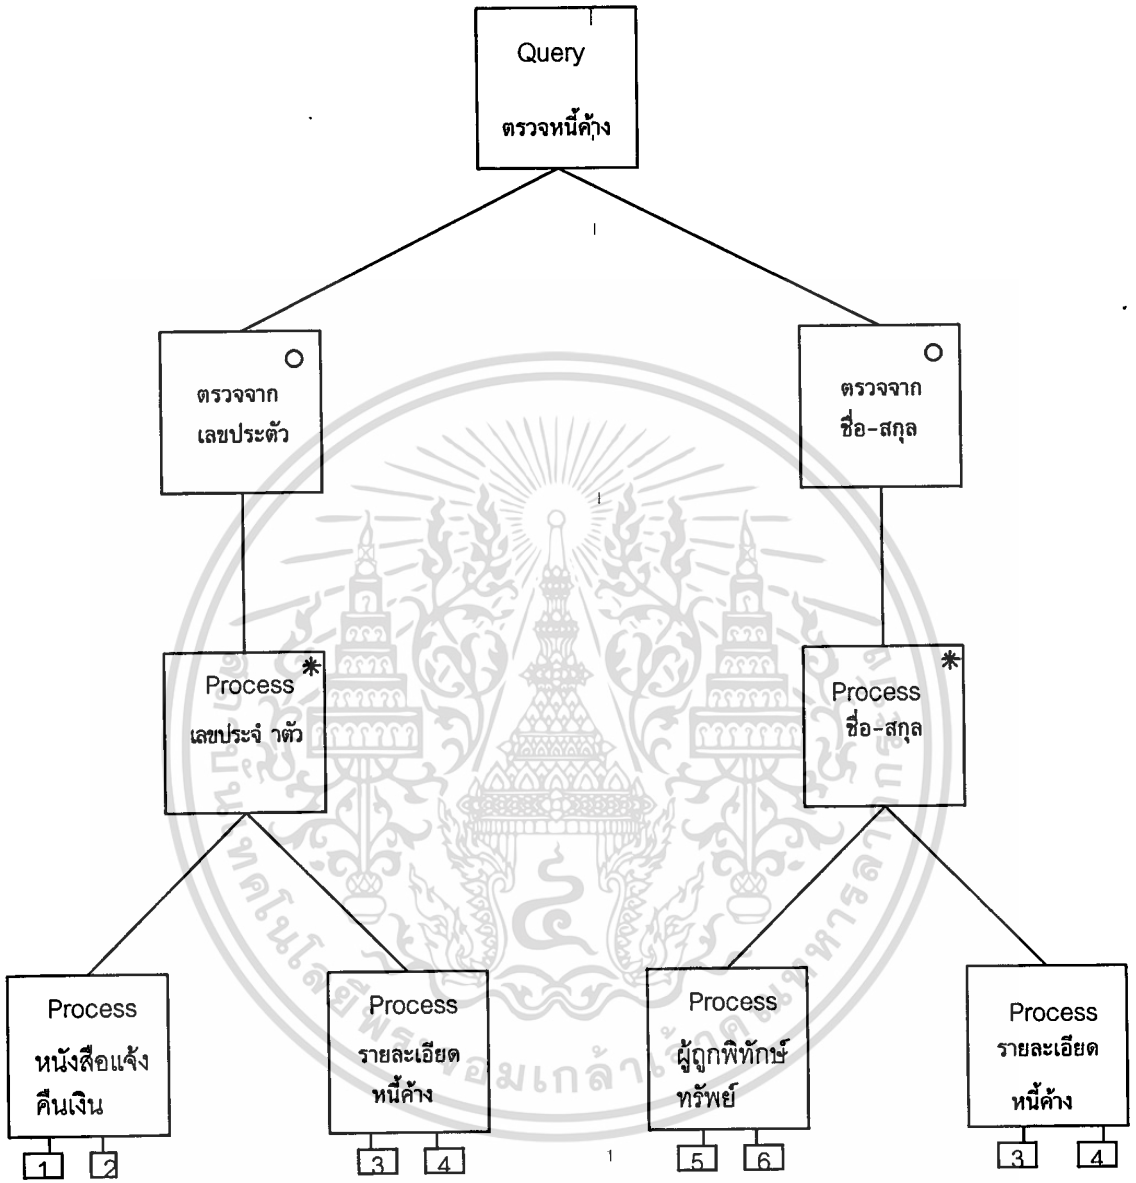 Query
ตรวจหนี้ค้าง
ตรวจจาก
เลขประตัว
ตรวจจาก
ชื่อ-สกุล
Process
เลขประจำตัว
Process
ชื่อ-สกุล
Process
หนังสือแจ้ง
คืนเงิน
1 2
Process
รายละเอียด
หนี้ค้าง
3 4
Process
ผู้ถูกพิทักษ์
ทรัพย์
5 6
Process
รายละเอียด
หนี้ค้าง
3 4